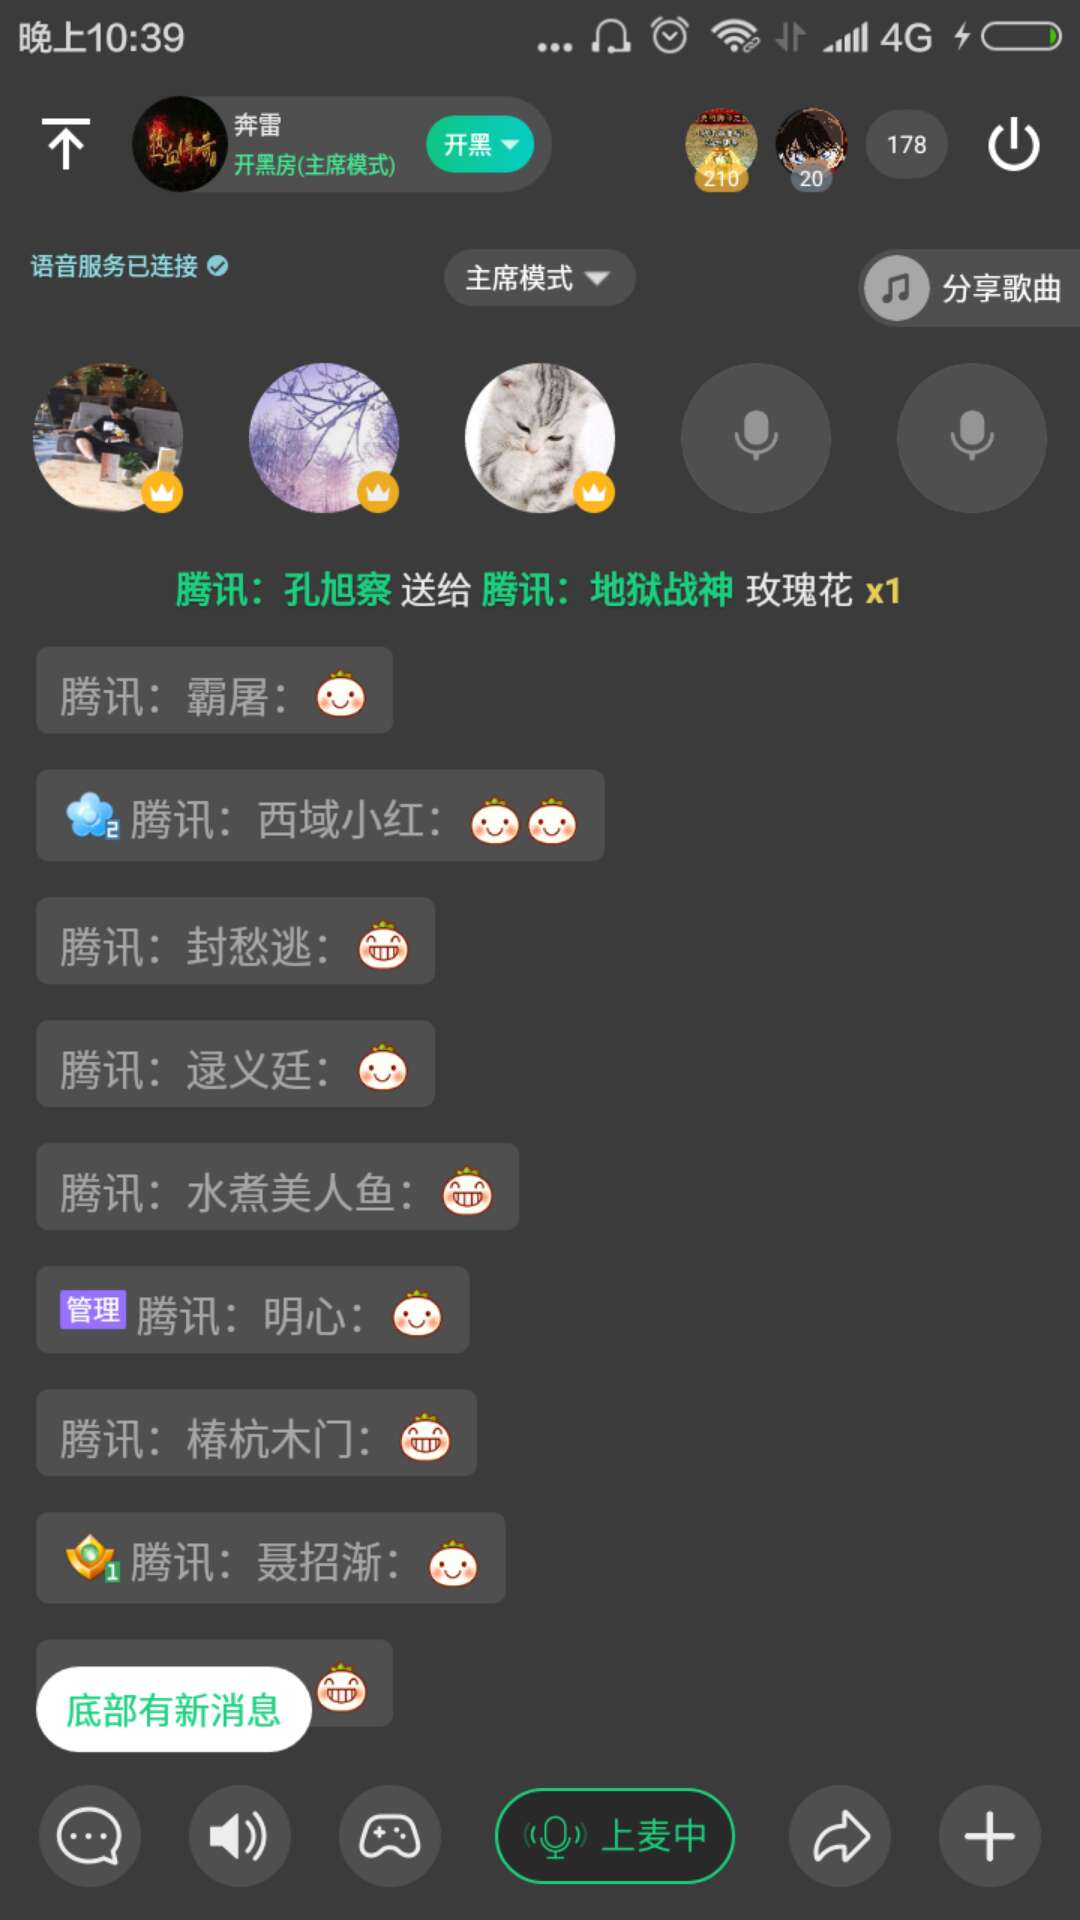 晚上10:39
4G
奔雷
开黑房(主席模式)
开黑
210
20
178
语音服务已连接
主席模式
分享歌曲
腾讯：孔旭察 送给 腾讯：地狱战神 玫瑰花 x1
腾讯：霸屠：
2 腾讯：西域小红：
腾讯：封愁逃：
腾讯：逯义廷：
腾讯：水煮美人鱼：
管理 腾讯：明心：
腾讯：椿杭木门：
1 腾讯：聂招渐：
底部有新消息
上麦中